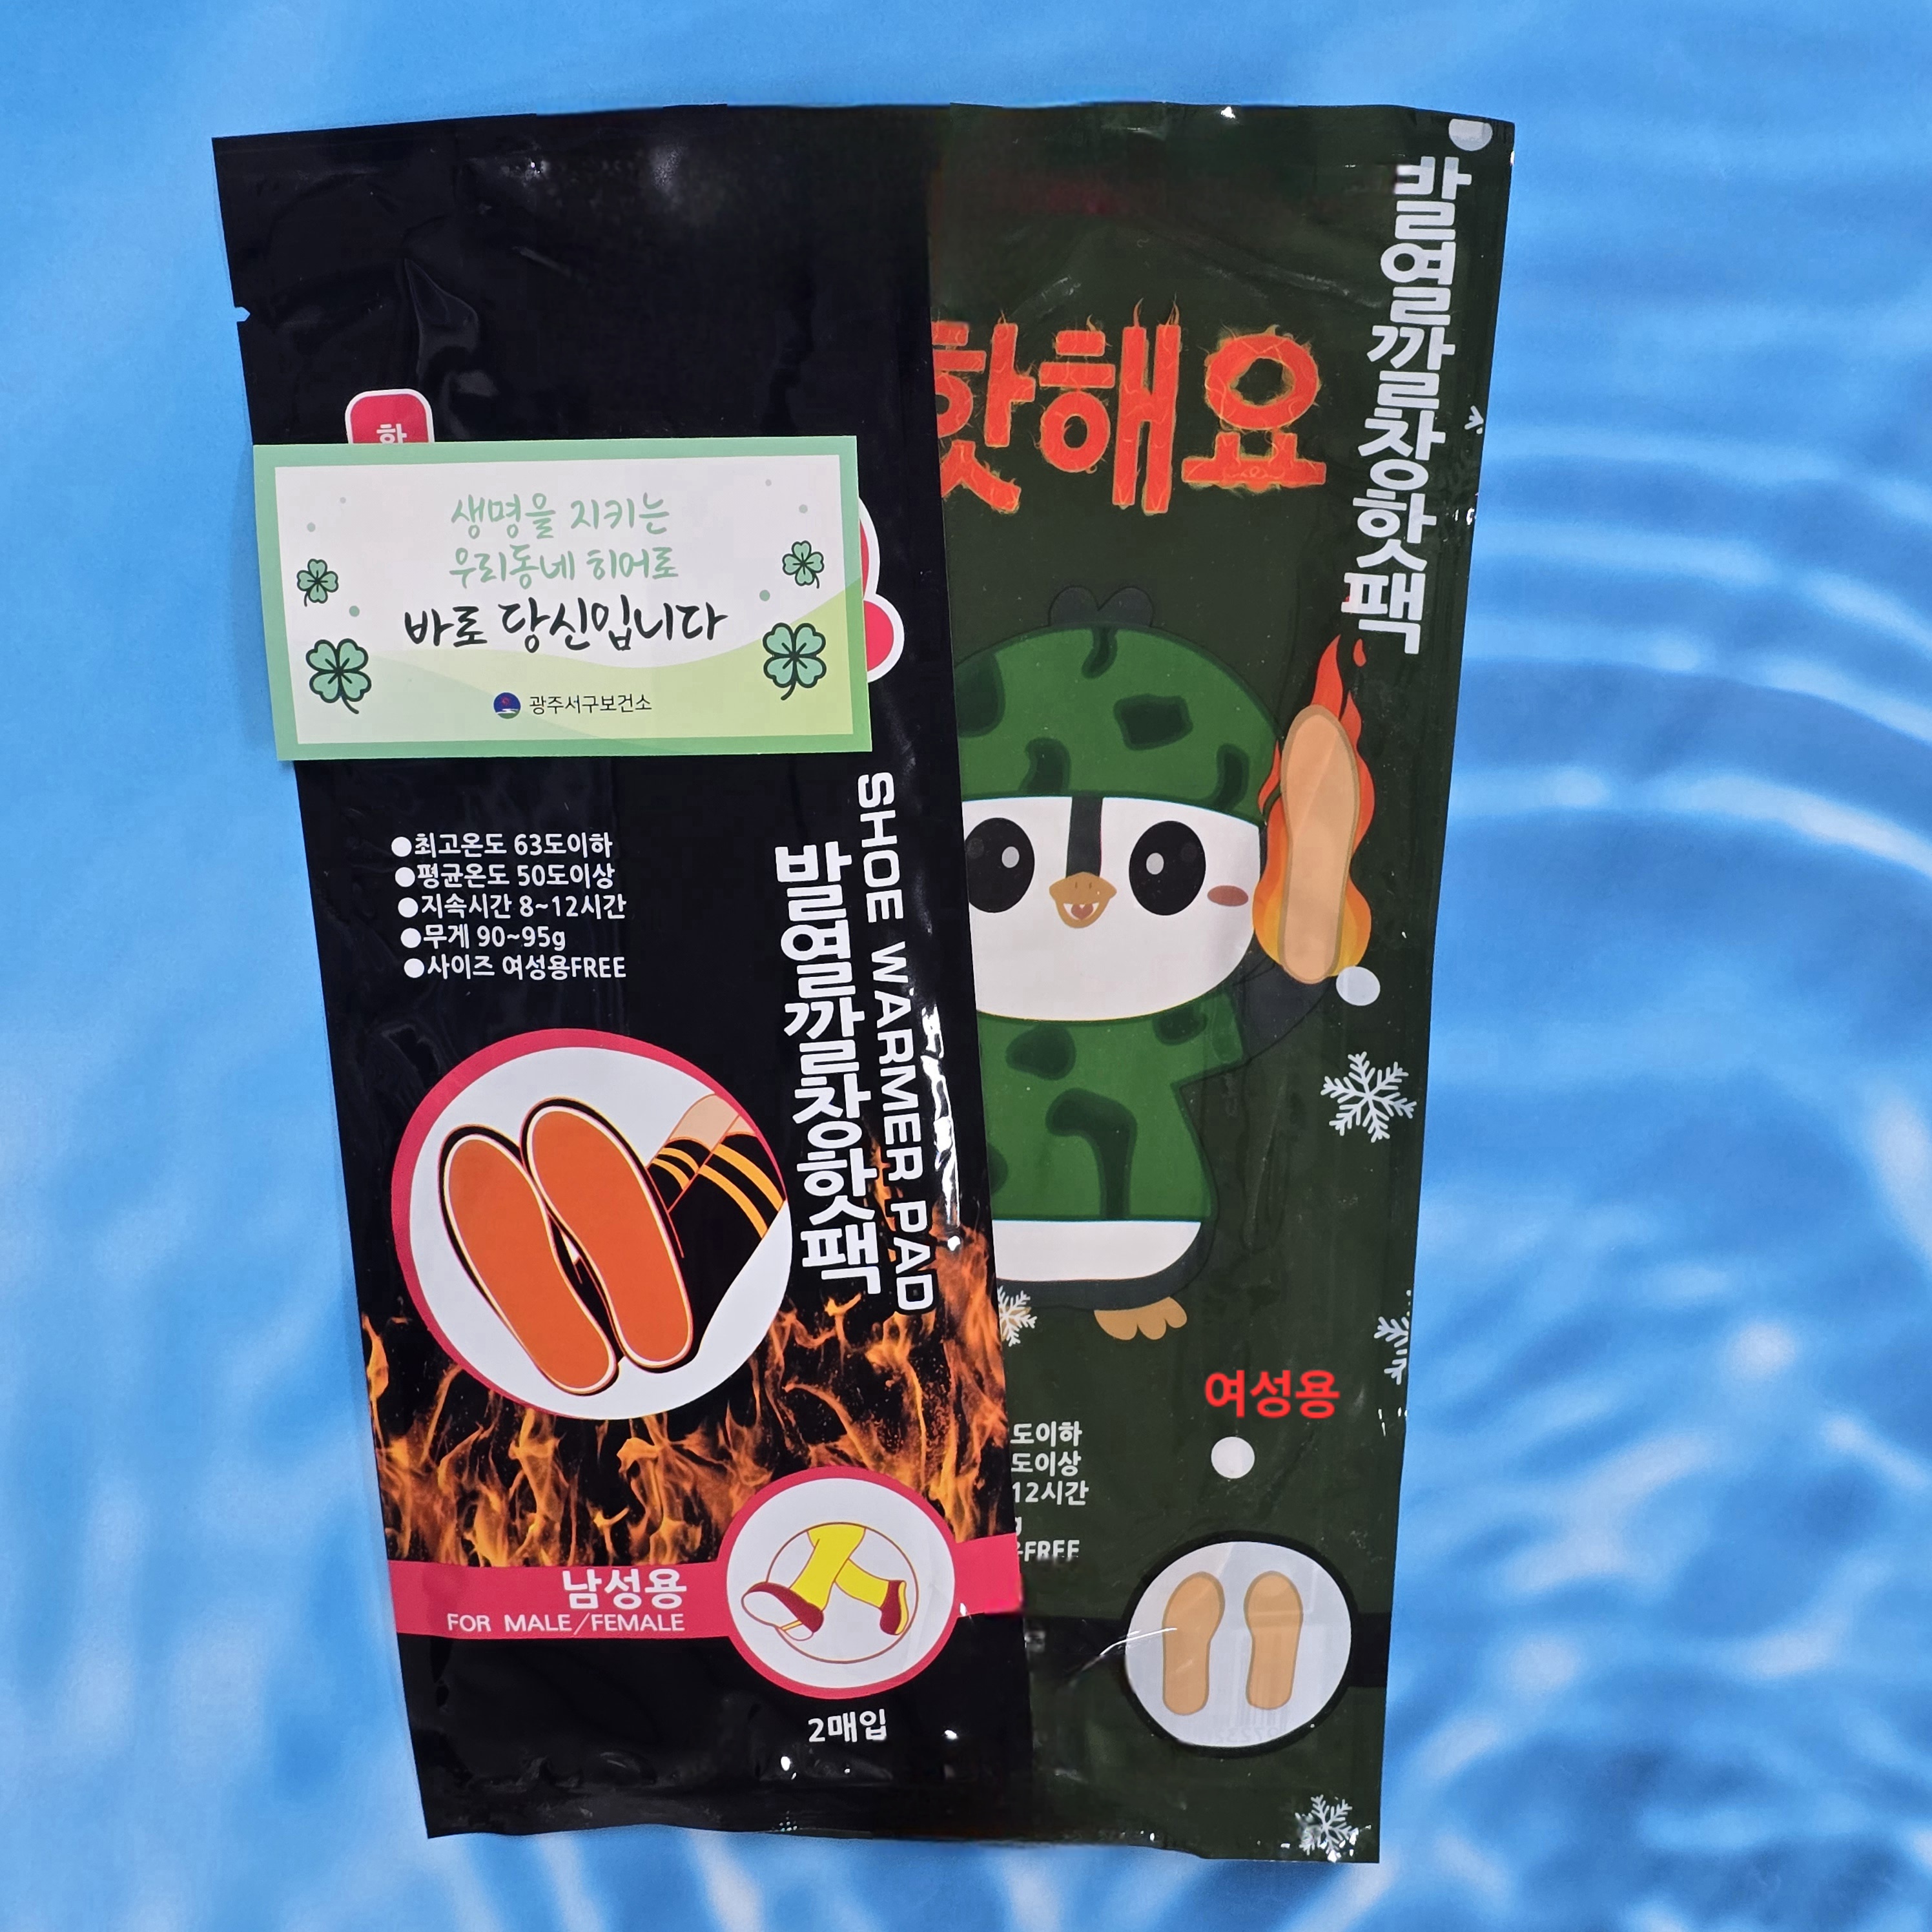 핫
생명을 지키는
우리동네 히어로
바로 당신입니다
광주서구보건소
●최고온도 63도이하
●평균온도 50도이상
●지속시간 8~12시간
●무게 90~95g
●사이즈 여성용FREE
SHOE WARMER PAD
발열깔창핫팩
남성용
FOR MALE/FEMALE
2매입
핫해요
발열깔창핫팩
여성용
도이하
도이상
12시간
g
FREE